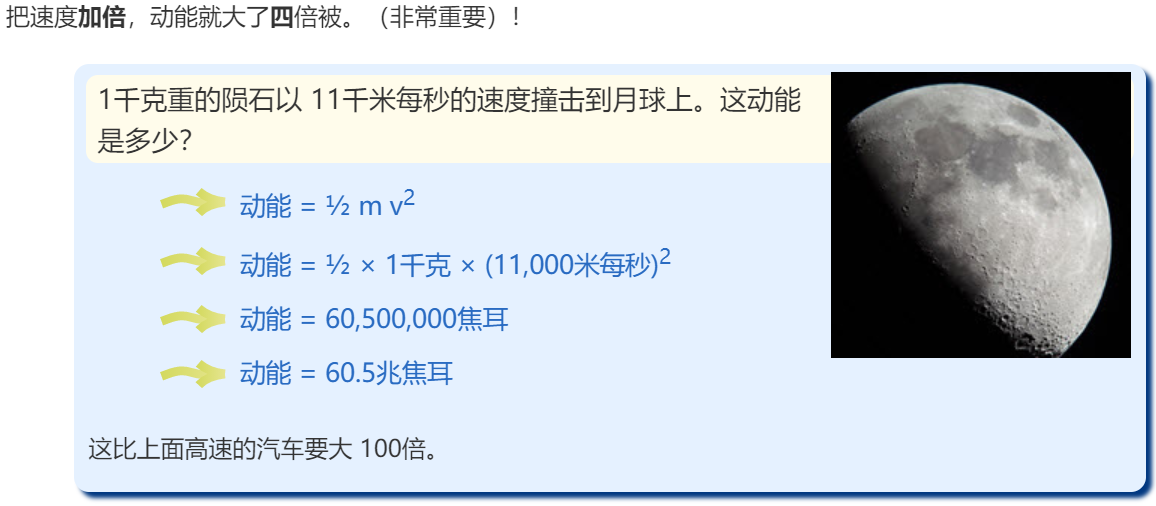 把速度加倍，动能就大了四倍被。（非常重要）！
1千克重的陨石以 11千米每秒的速度撞击到月球上。这动能
是多少？
动能 = ½ m v²
动能 = ½ × 1千克 × (11,000米每秒)²
动能 = 60,500,000焦耳
动能 = 60.5兆焦耳
这比上面高速的汽车要大 100倍。